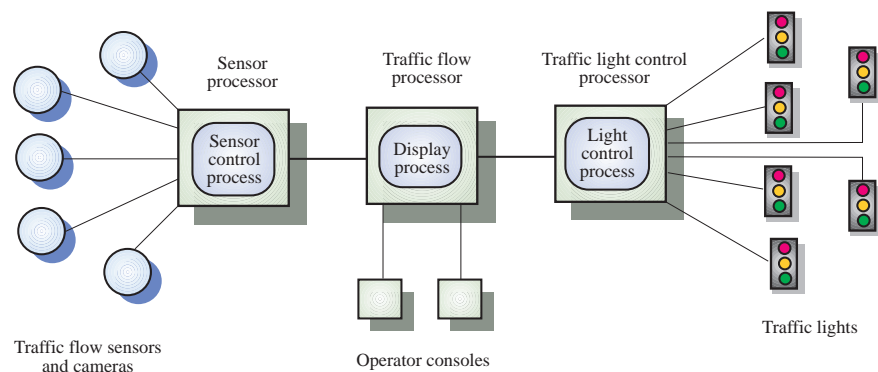 Sensor
processor
Traffic flow
processor
Traffic light control
processor
Sensor
control
process
Display
process
Light
control
process
Traffic flow sensors
and cameras
Operator consoles
Traffic lights